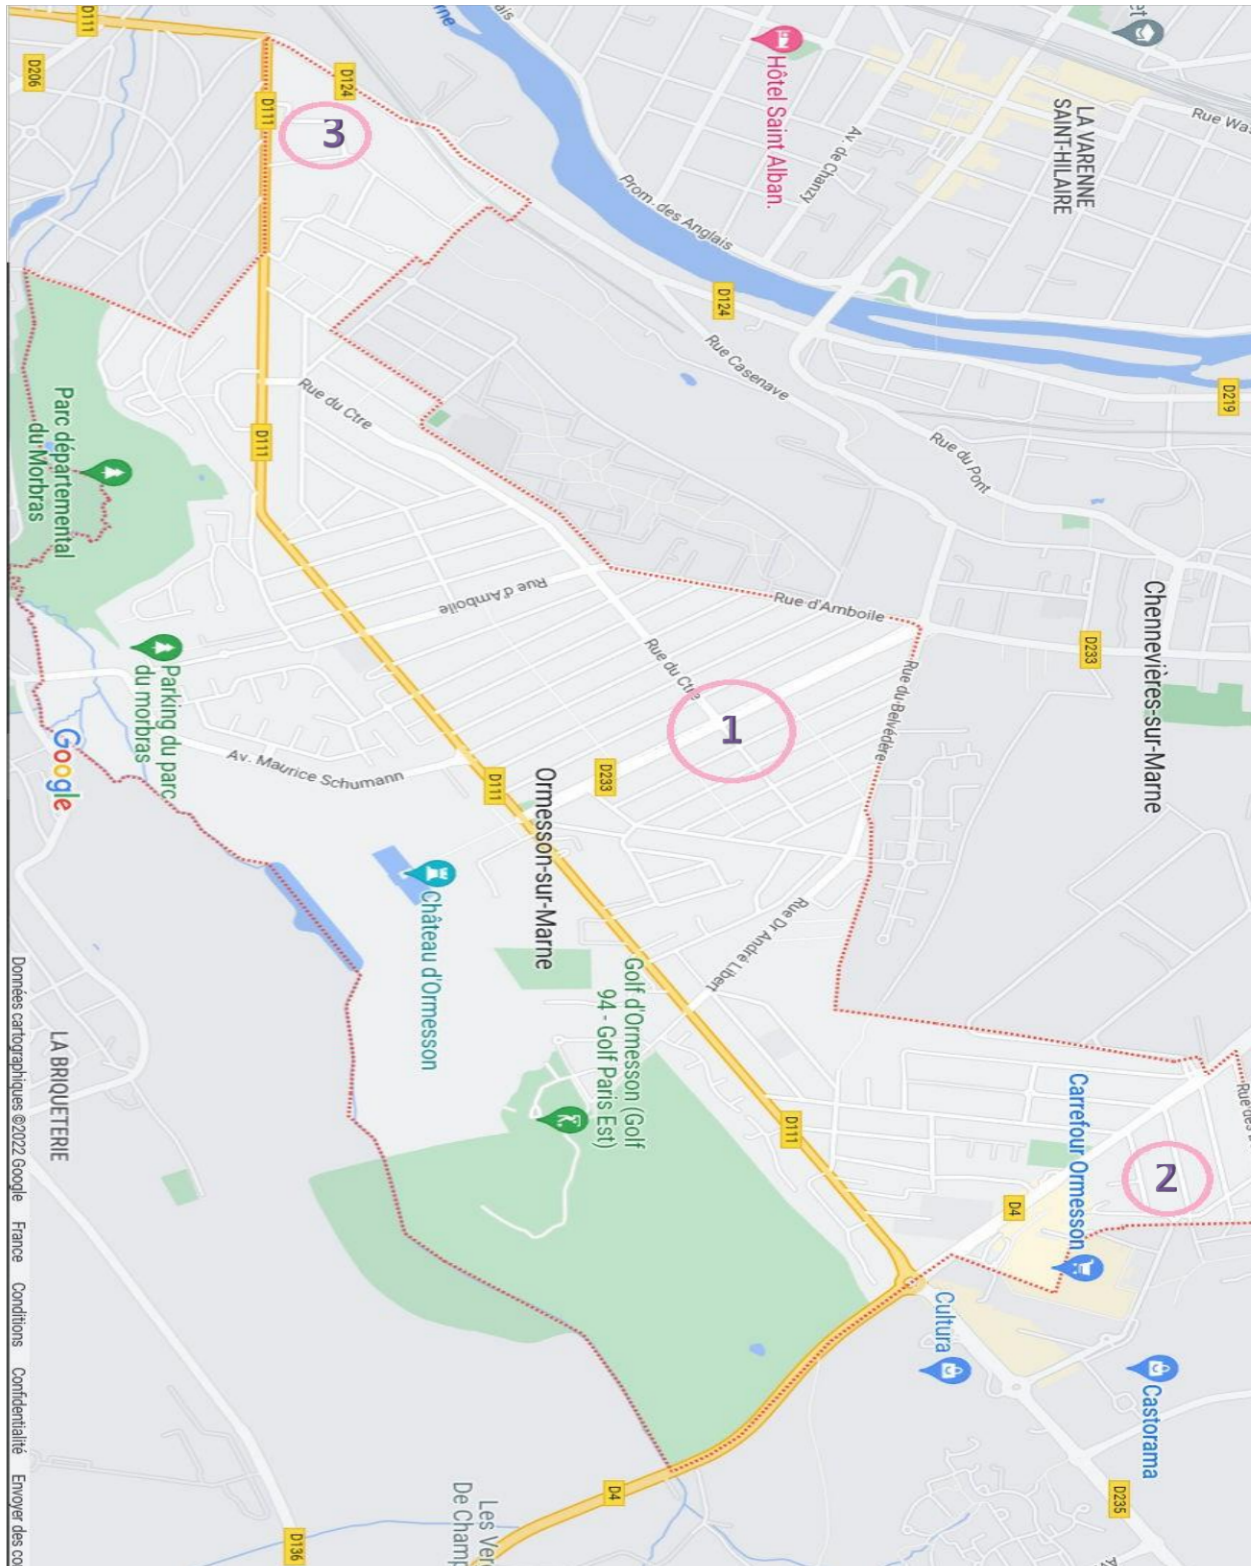 D111
D206
D124
D111
3
Hôtel Saint Alban.
Av. de Chanzy
LA VARENNE
SAINT-HILAIRE
Prom. des Anglais
D124
Rue Casenave
D219
Rue du Pont
Rue du Ctre
D111
Parc départemental
du Morbras
Rue d'Amboile
Rue d'Amboile
Chennevières-sur-Marne
D233
Rue du Ctre
Rue du Belvédère
1
D233
Parking du parc
du morbras
Google
Av. Maurice Schumann
D111
Ormesson-sur-Marne
Château d'Ormesson
Rue Dr André Libert
Golf d'Ormesson (Golf
94 - Golf Paris Est)
LA BRIQUETERIE
D111
Carrefour Ormesson
2
D4
Cultura
Castorama
D235
D4
D136
Données cartographiques ©2022 Google France Conditions Confidentialité Envoyer des